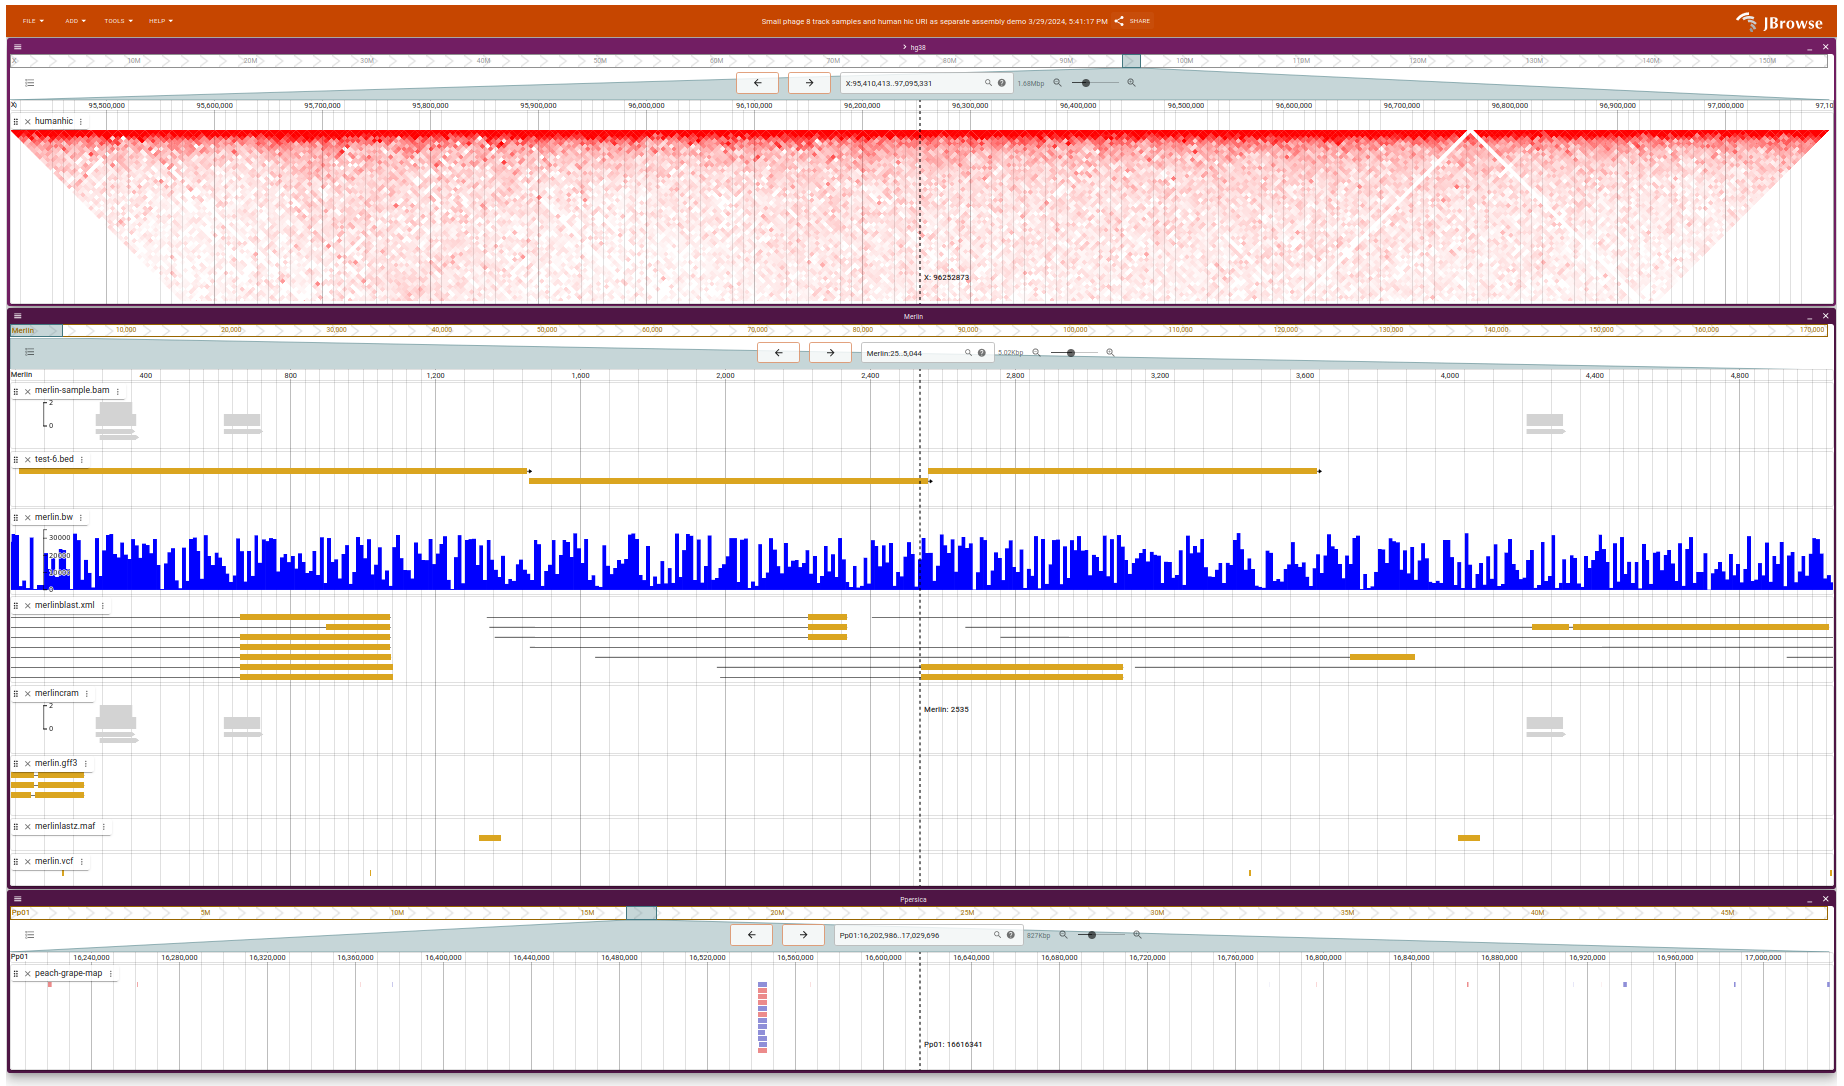 FILE ADD TOOLS HELP Small phage 8 track samples and human hic URI as separate assembly demo 3/29/2024, 5:41:17 PM SHARE JBrowse
hg38
X 10M 20M 30M 40M 50M 60M 70M 80M 90M 100M 110M 120M 130M 140M 150M
X:95,410,413..97,095,331 1.68Mbp
X 95,500,000 95,600,000 95,700,000 95,800,000 95,900,000 96,000,000 96,100,000 96,200,000 96,300,000 96,400,000 96,500,000 96,600,000 96,700,000 96,800,000 96,900,000 97,000,000 97,10
humanhic
X: 96252873
Merlin
Merlin 10,000 20,000 30,000 40,000 50,000 60,000 70,000 80,000 90,000 100,000 110,000 120,000 130,000 140,000 150,000 160,000 170,000
Merlin:25..5,044 5.02Kbp
Merlin 400 800 1,200 1,600 2,000 2,400 2,800 3,200 3,600 4,000 4,400 4,800
merlin-sample.bam
2
0
test-6.bed
merlin.bw
30000
20000
10000
0
merlinblast.xml
merlincram
2
0
Merlin: 2535
merlin.gff3
merlinlastz.maf
merlin.vcf
Ppersica
Pp01 5M 10M 15M 20M 25M 30M 35M 40M 45M
Pp01:16,202,986..17,029,696 827Kbp
Pp01 16,240,000 16,280,000 16,320,000 16,360,000 16,400,000 16,440,000 16,480,000 16,520,000 16,560,000 16,600,000 16,640,000 16,680,000 16,720,000 16,760,000 16,800,000 16,840,000 16,880,000 16,920,000 16,960,000 17,000,000
peach-grape-map
Pp01: 16616341